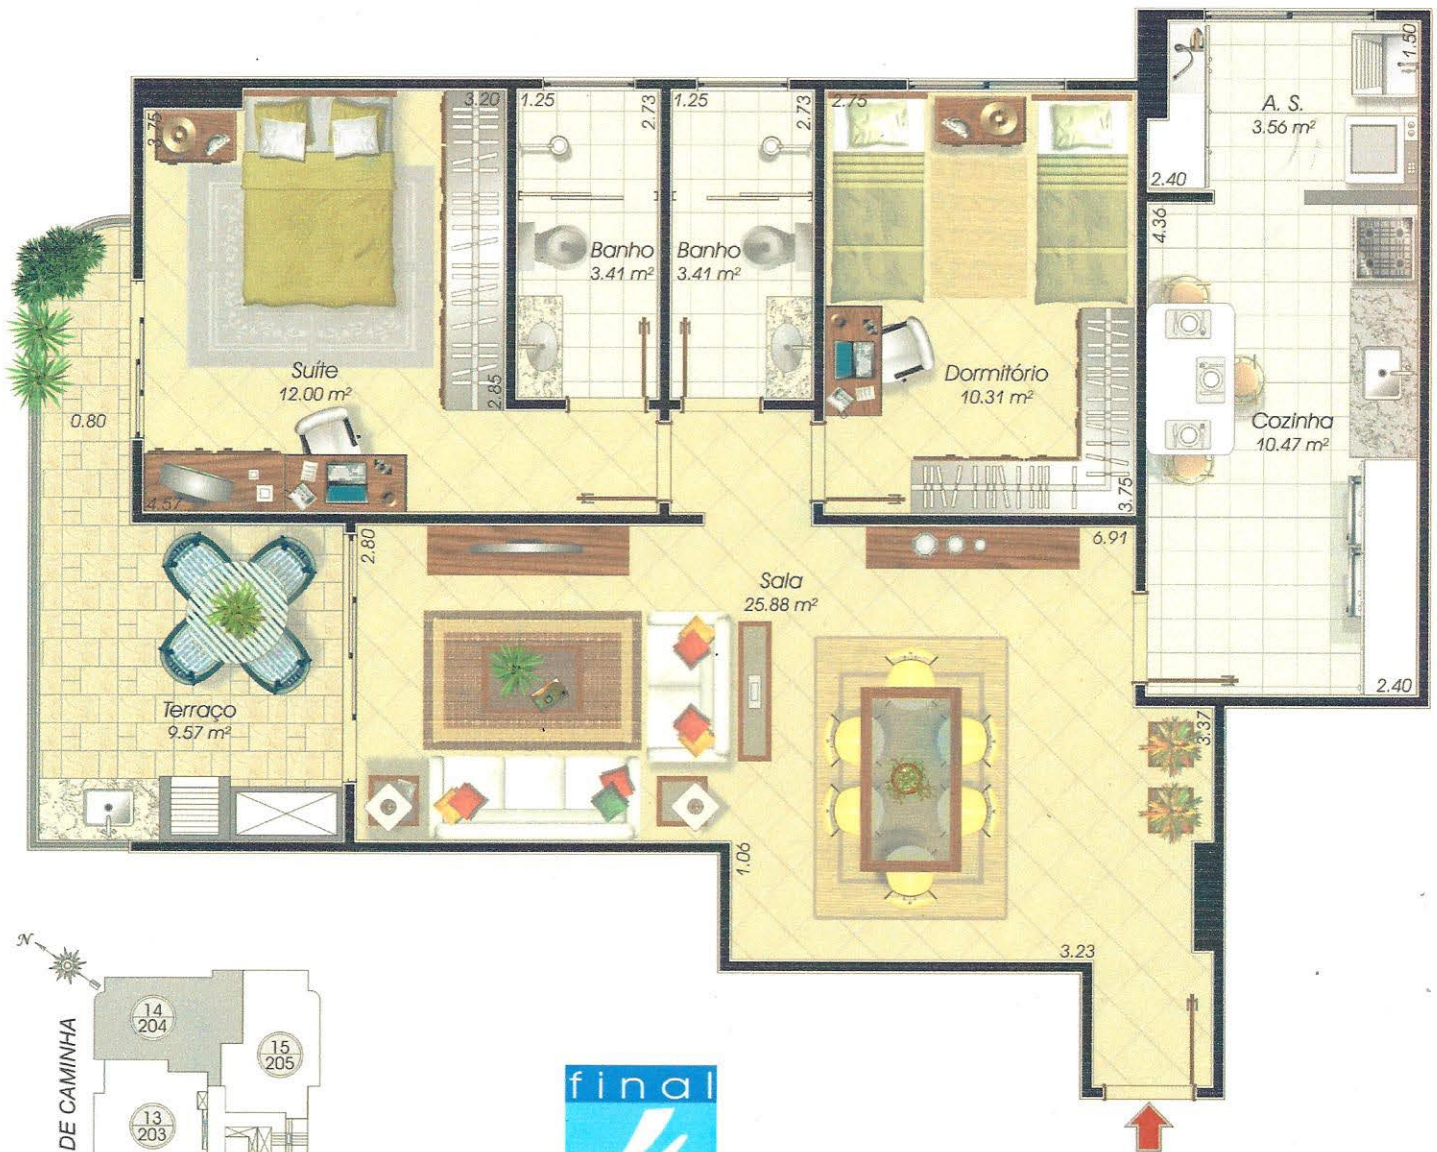 1.50
3.75
3.20
1.25
2.73
1.25
2.73
2.75
A. S.
3.56 m²
2.40
4.36
Banho
3.41 m²
Banho
3.41 m²
Suíte
12.00 m²
2.85
Dormitório
10.31 m²
0.80
Cozinha
10.47 m²
4.57
3.75
2.80
6.91
Sala
25.88 m²
2.40
Terraço
9.57 m²
3.37
1.06
3.23
N
14
204
15
205
13
203
DE CAMINHA
final